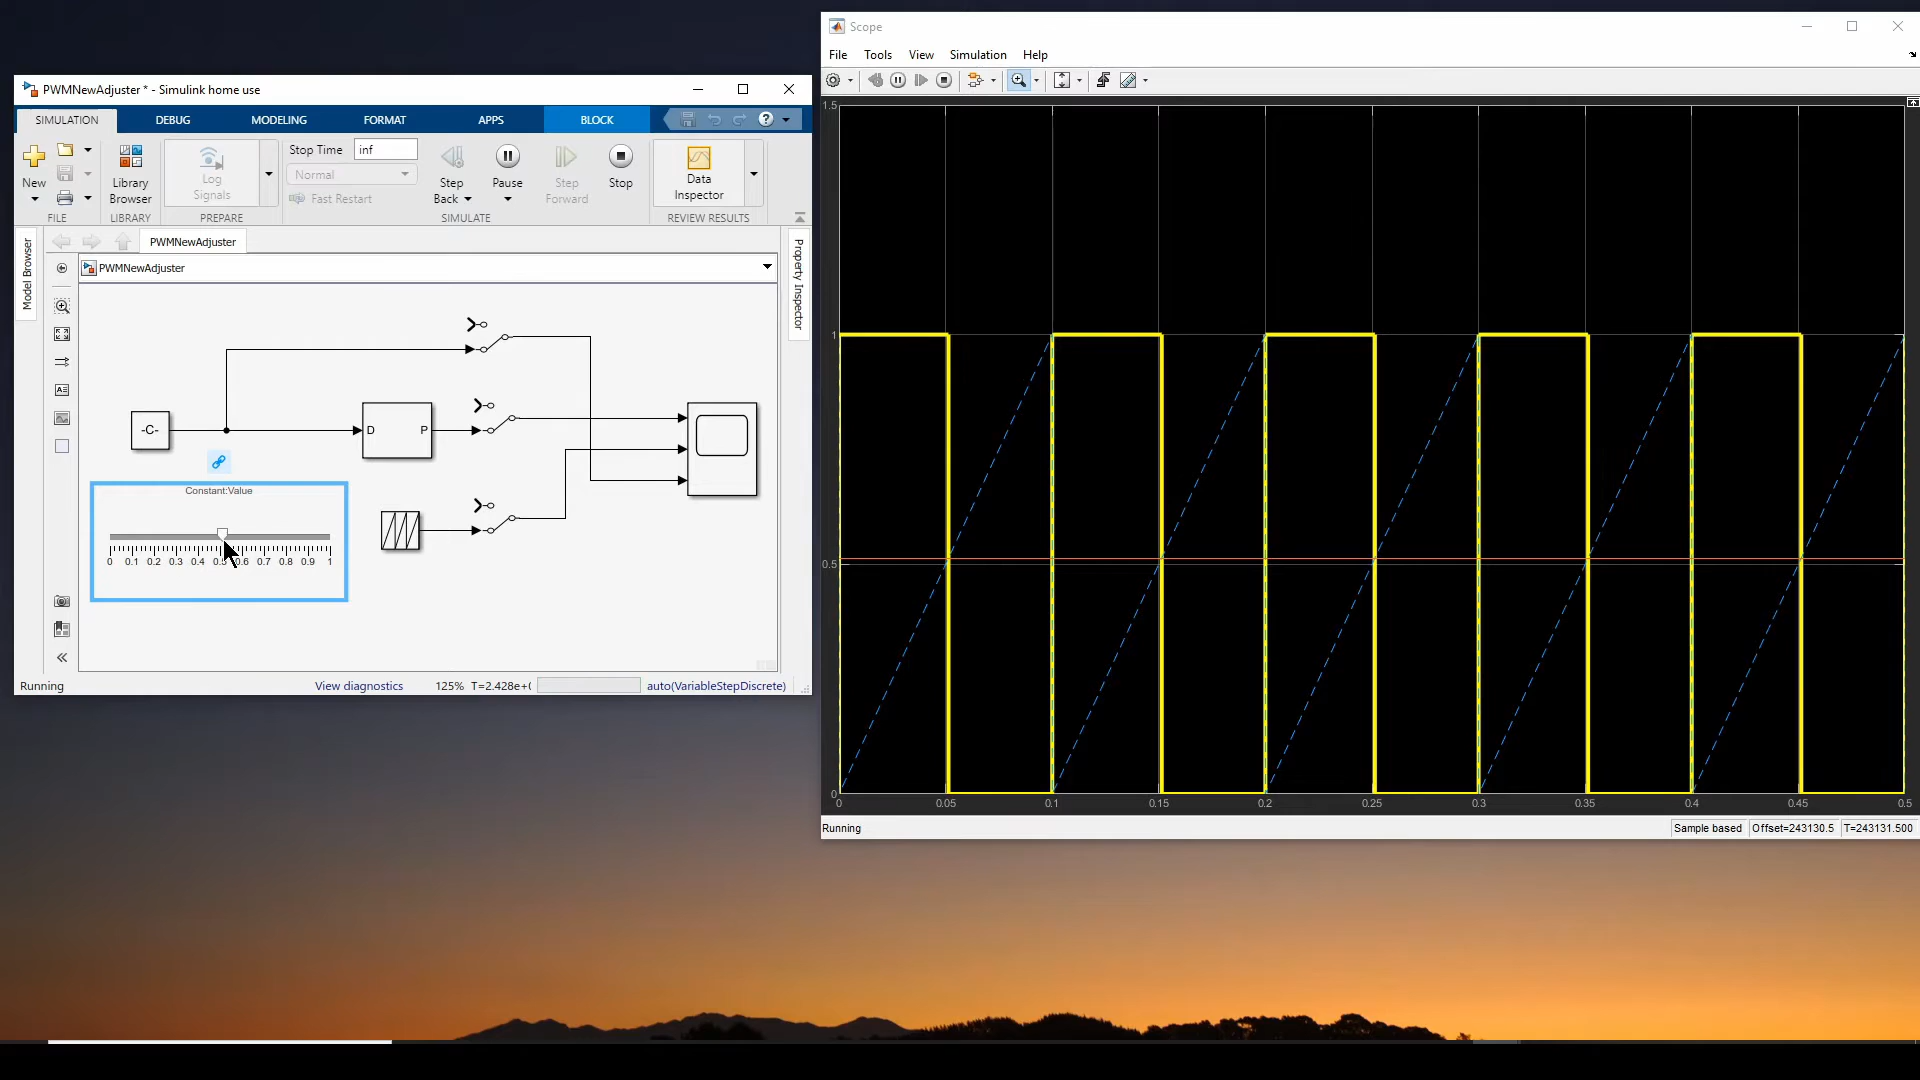 PWMNewAdjuster * - Simulink home use
SIMULATION DEBUG MODELING FORMAT APPS BLOCK ?
New
Library
Browser
Log
Signals
Stop Time inf
Normal
Fast Restart
Step
Back
Pause
Step
Forward
Stop
Data
Inspector
FILE LIBRARY PREPARE SIMULATE REVIEW RESULTS
Model Browser
PWMNewAdjuster
PWMNewAdjuster
Property Inspector
-C-
D P
Constant:Value
0 0.1 0.2 0.3 0.4 0.5 0.6 0.7 0.8 0.9 1
Running View diagnostics 125% T=2.428e+( auto(VariableStepDiscrete)
Scope
File Tools View Simulation Help
1.5
1
0.5
0
0 0.05 0.1 0.15 0.2 0.25 0.3 0.35 0.4 0.45 0.5
Running Sample based Offset=243130.5 T=243131.500